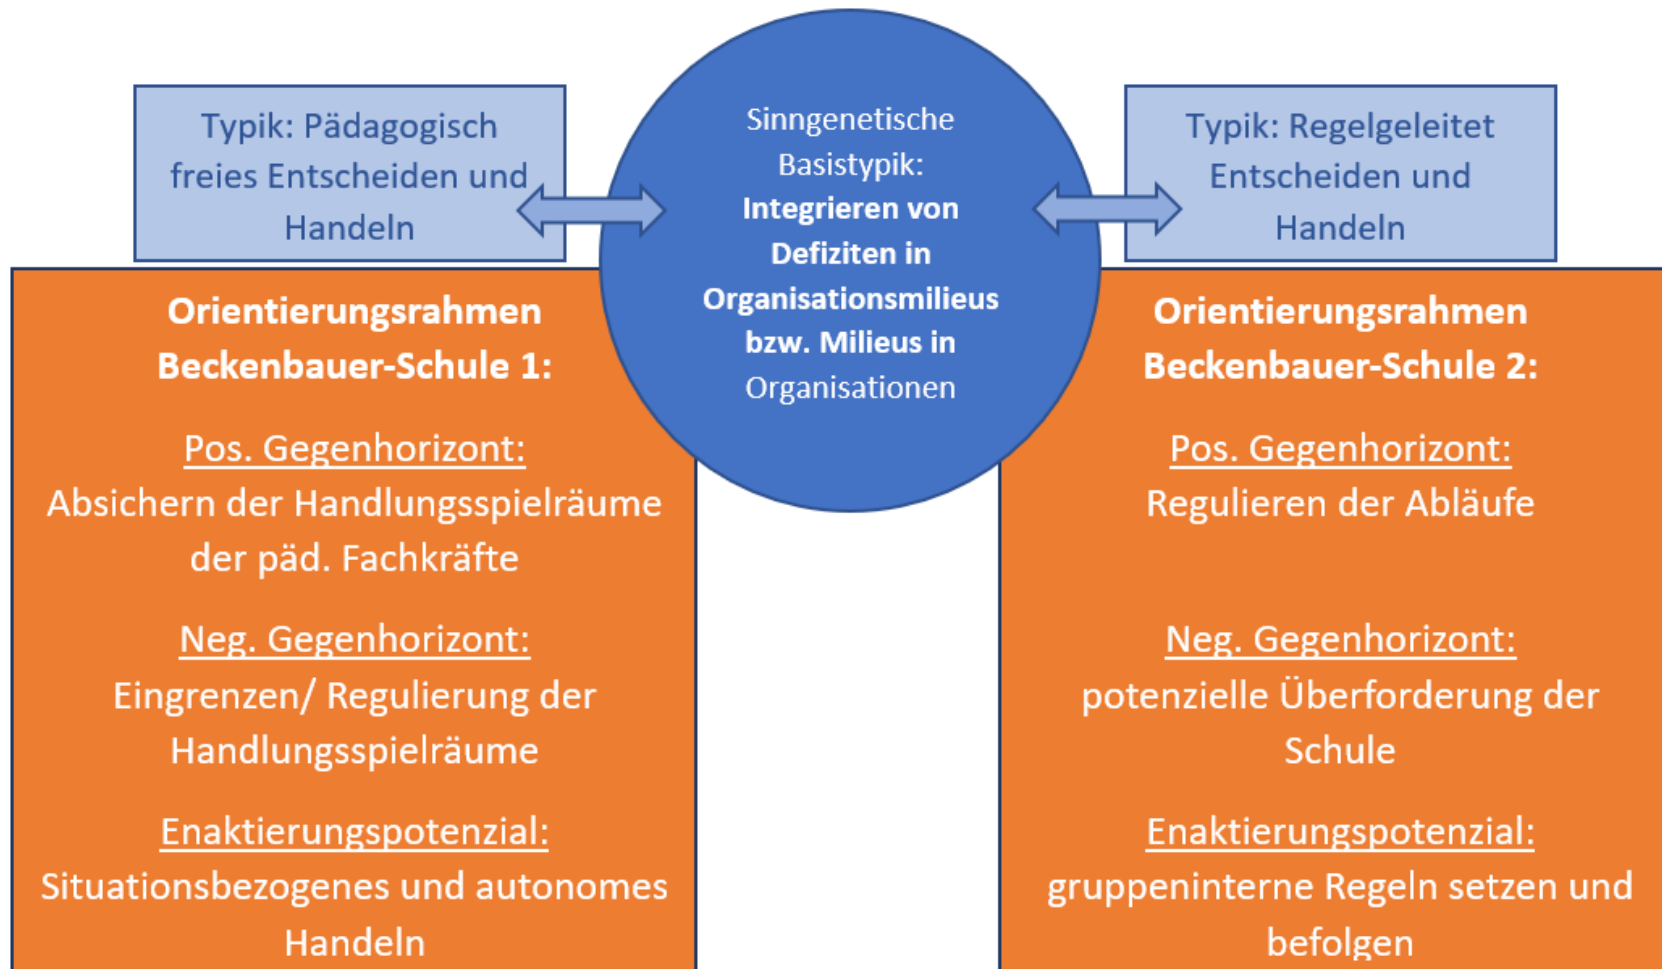 Typik: Pädagogisch
freies Entscheiden und
Handeln
Sinngenetische
Basistypik:
Integrieren von
Defiziten in
Organisationsmilieus
bzw. Milieus in
Organisationen
Typik: Regelgeleitet
Entscheiden und
Handeln
Orientierungsrahmen
Beckenbauer-Schule 1:
Pos. Gegenhorizont:
Absichern der Handlungsspielräume
der päd. Fachkräfte
Neg. Gegenhorizont:
Eingrenzen/ Regulierung der
Handlungsspielräume
Enaktierungspotenzial:
Situationsbezogenes und autonomes
Handeln
Orientierungsrahmen
Beckenbauer-Schule 2:
Pos. Gegenhorizont:
Regulieren der Abläufe
Neg. Gegenhorizont:
potenzielle Überforderung der
Schule
Enaktierungspotenzial:
gruppeninterne Regeln setzen und
befolgen